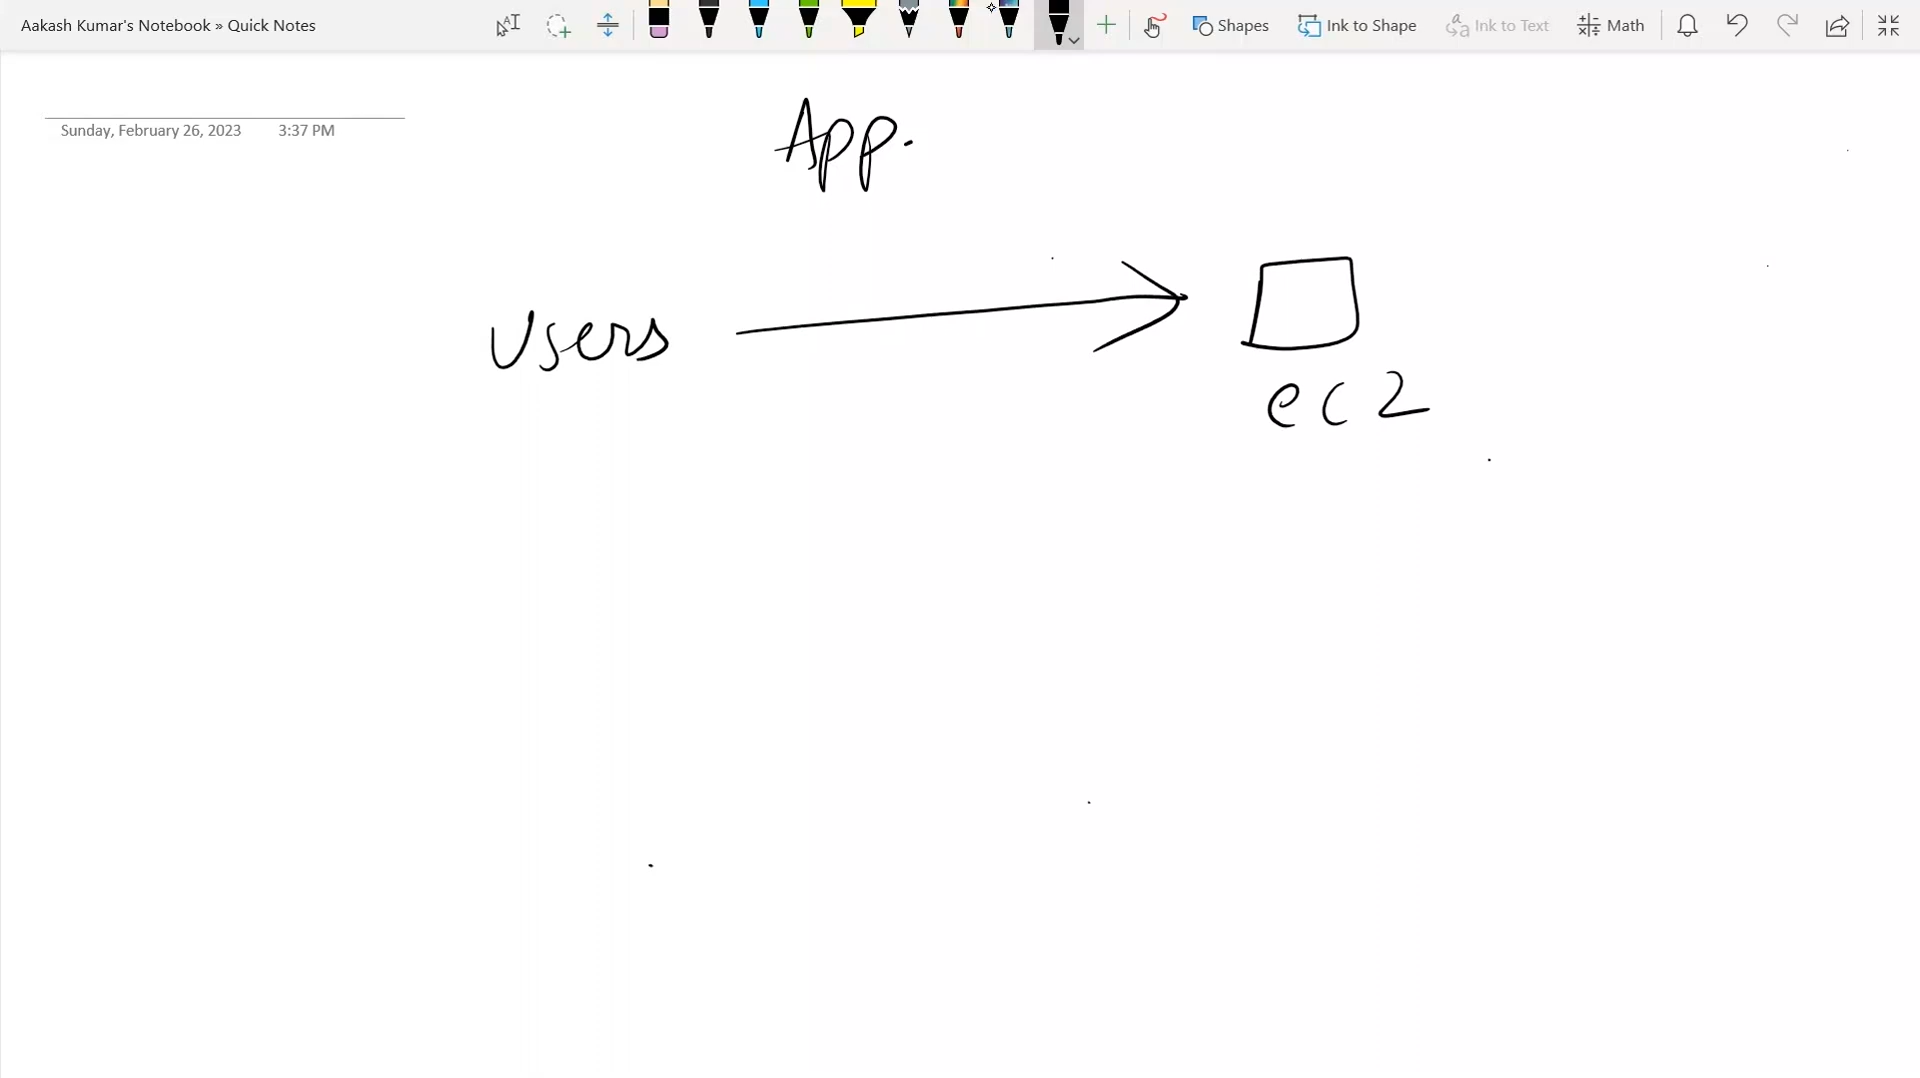 Aakash Kumar's Notebook » Quick Notes
Shapes
Ink to Shape
Ink to Text
Math
Sunday, February 26, 2023 3:37 PM
App.
Users
ec2